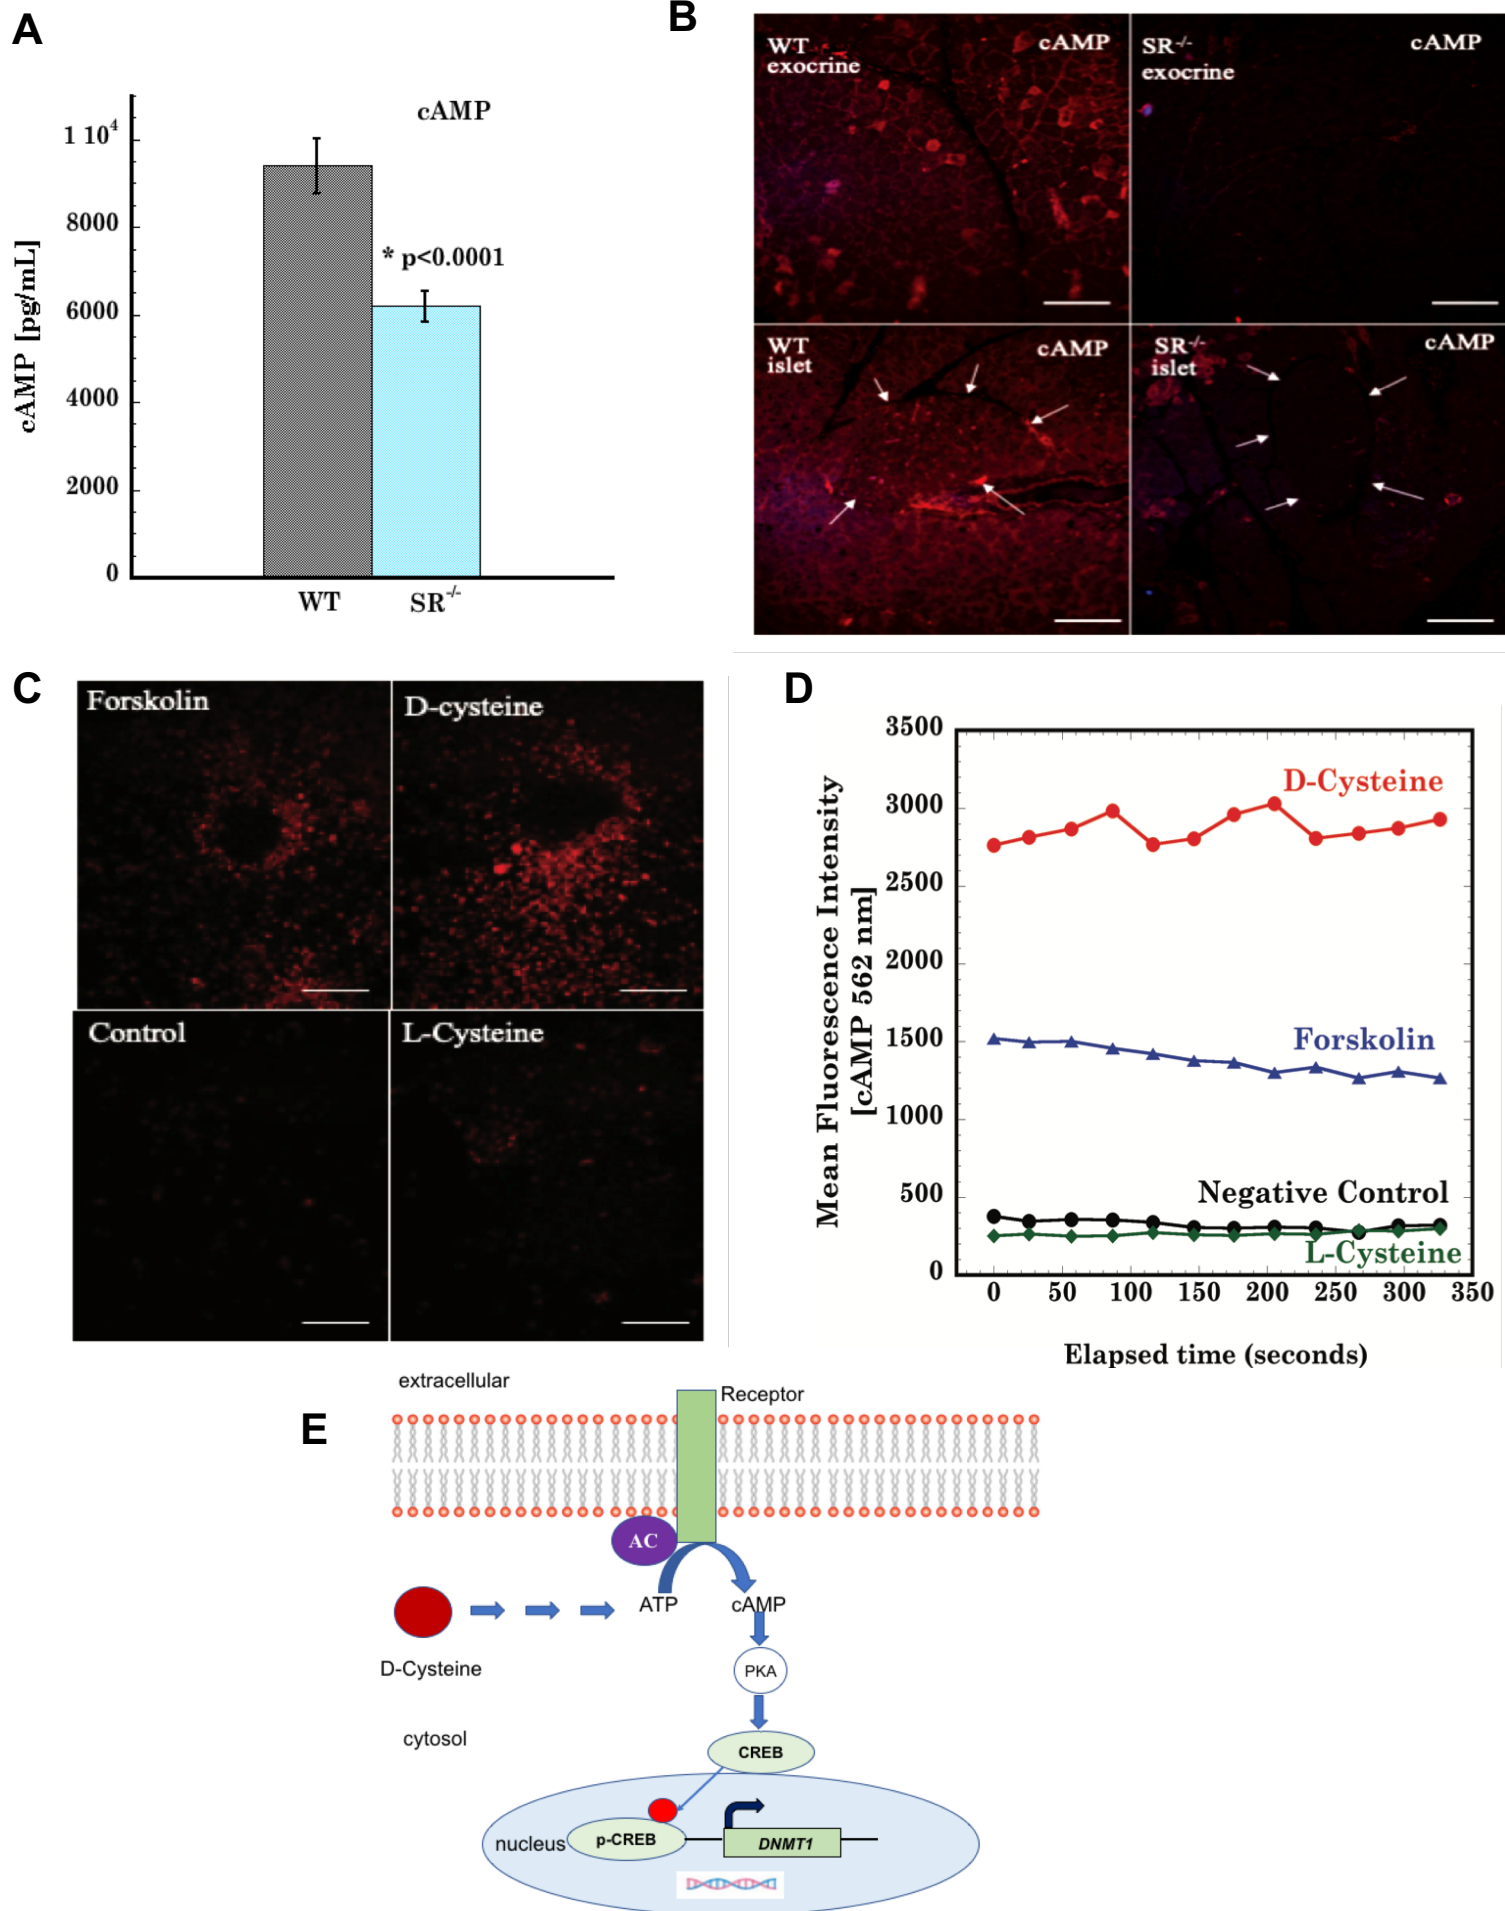 A
cAMP
1 10⁴
8000
6000
4000
2000
0
cAMP [pg/mL]
* p<0.0001
WT
SR-/-
B
WT
exocrine
cAMP
SR-/-
exocrine
cAMP
WT
islet
cAMP
SR-/-
islet
cAMP
C
Forskolin
D-cysteine
Control
L-Cysteine
D
Mean Fluorescence Intensity
[cAMP 562 nm]
3500
3000
2500
2000
1500
1000
500
0
D-Cysteine
Forskolin
Negative Control
L-Cysteine
0 50 100 150 200 250 300 350
Elapsed time (seconds)
E
extracellular
Receptor
AC
ATP
cAMP
D-Cysteine
PKA
cytosol
CREB
nucleus
p-CREB
DNMT1